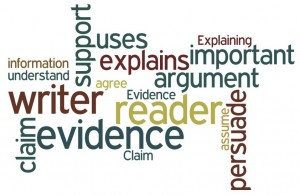 support
uses
Explaining
information
explains
important
understand
agree
argument
writer
Evidence
reader
claim
evidence
assume
persuade
Claim